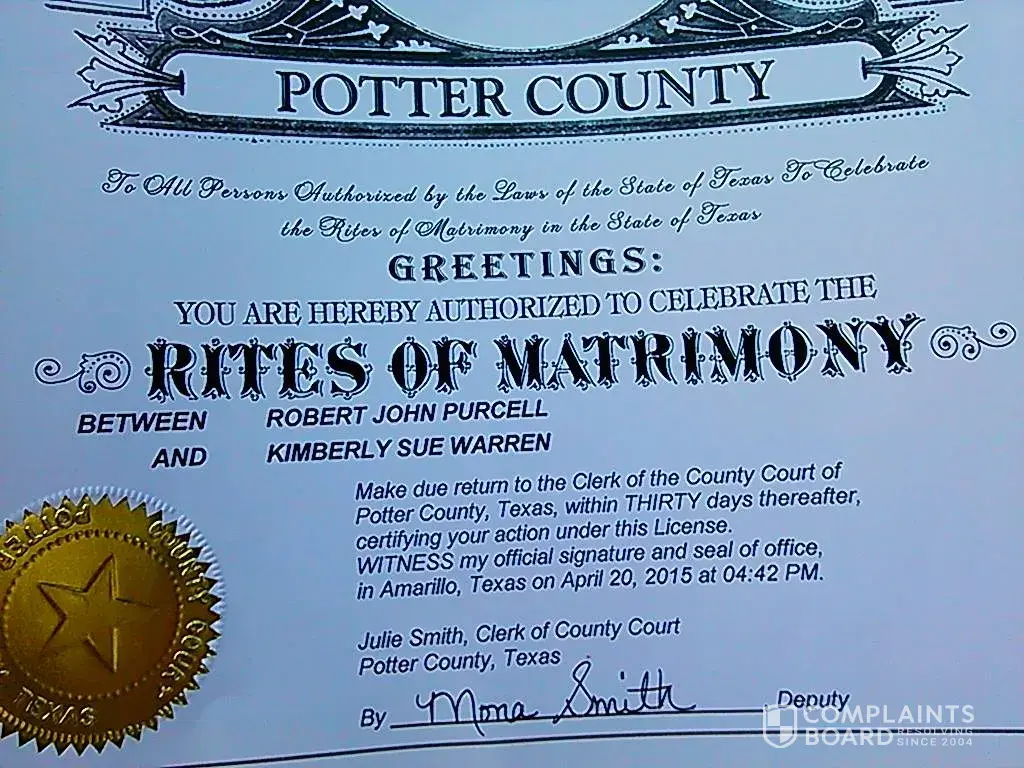 POTTER COUNTY
To All Persons Authorized by the Laws of the State of Texas To Celebrate
the Rites of Matrimony in the State of Texas
GREETINGS:
YOU ARE HEREBY AUTHORIZED TO CELEBRATE THE
RITES OF MATRIMONY
BETWEEN ROBERT JOHN PURCELL
AND KIMBERLY SUE WARREN
Make due return to the Clerk of the County Court of
Potter County, Texas, within THIRTY days thereafter,
certifying your action under this License.
WITNESS my official signature and seal of office,
in Amarillo, Texas on April 20, 2015 at 04:42 PM.
Julie Smith, Clerk of County Court
Potter County, Texas
By Mona Smith Deputy
POTTER COUNTY COURT
TEXAS
COMPLAINTS
BOARD RESOLVING
SINCE 2004